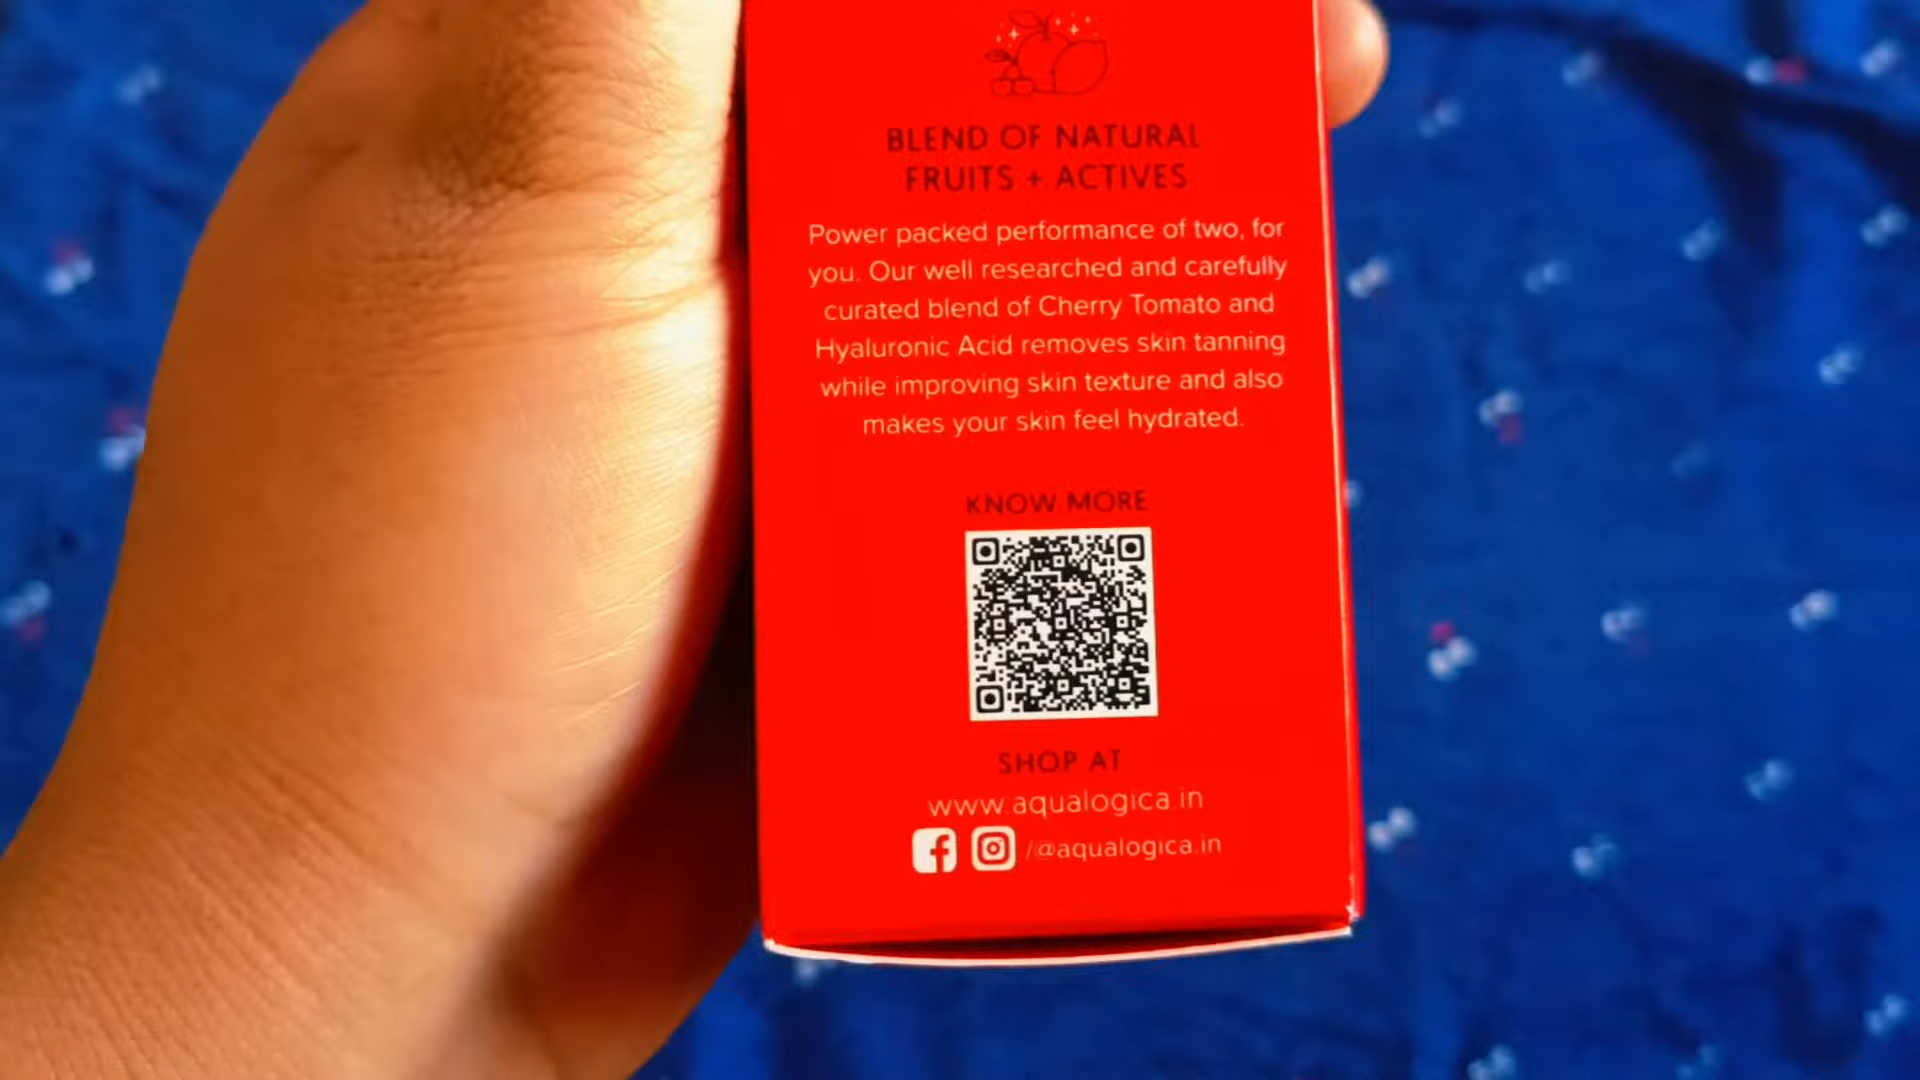 BLEND OF NATURAL
FRUITS + ACTIVES
Power packed performance of two, for
you. Our well researched and carefully
curated blend of Cherry Tomato and
Hyaluronic Acid removes skin tanning
while improving skin texture and also
makes your skin feel hydrated.
KNOW MORE
SHOP AT
www.aqualogica.in
/@aqualogica.in